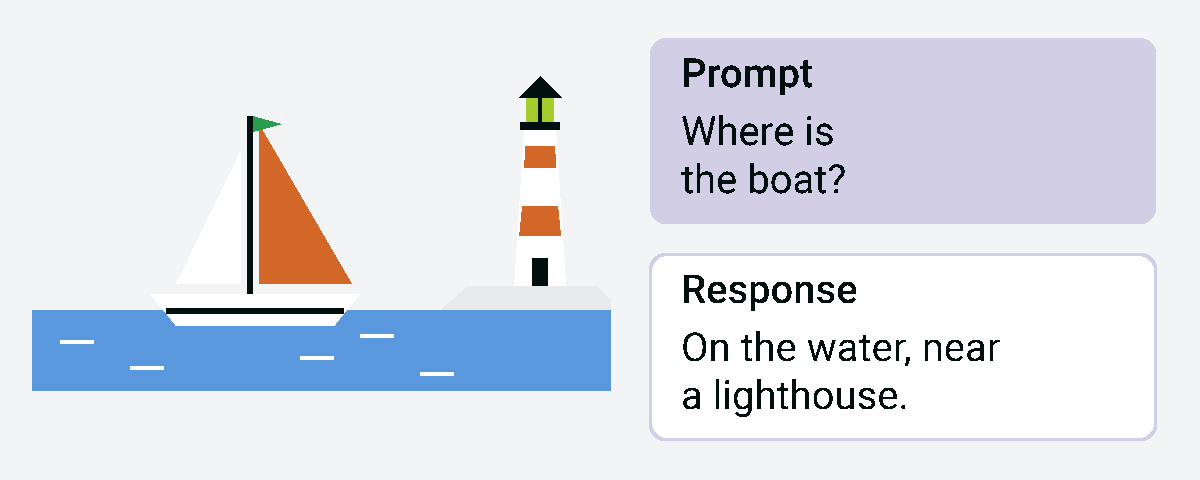 Prompt
Where is
the boat?
Response
On the water, near
a lighthouse.